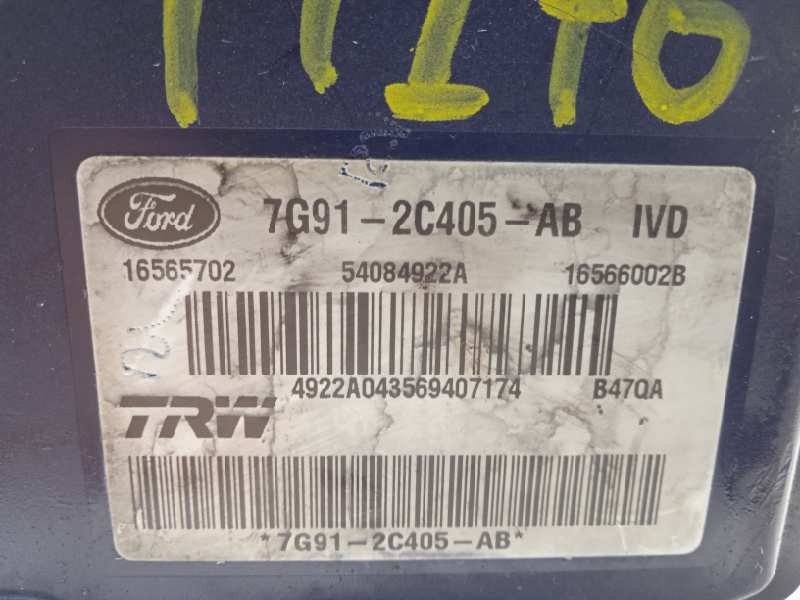 Ford 7G91-2C405-AB IVD
16565702 54084922A 16566002B
4922A043569407174 B47QA
TRW
*7G91-2C405-AB*